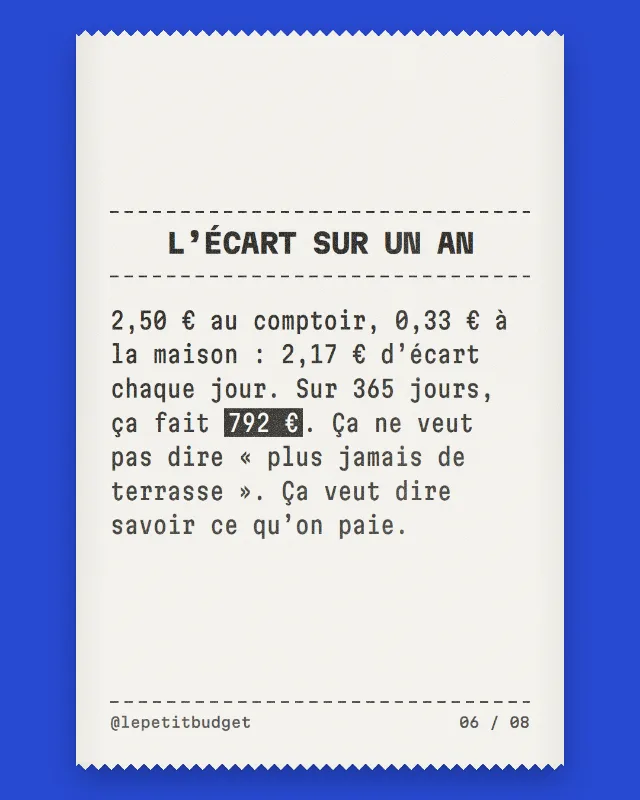 L’ÉCART SUR UN AN
2,50 € au comptoir, 0,33 € à
la maison : 2,17 € d’écart
chaque jour. Sur 365 jours,
ça fait 792 €. Ça ne veut
pas dire « plus jamais de
terrasse ». Ça veut dire
savoir ce qu’on paie.
@lepetitbudget
06 / 08